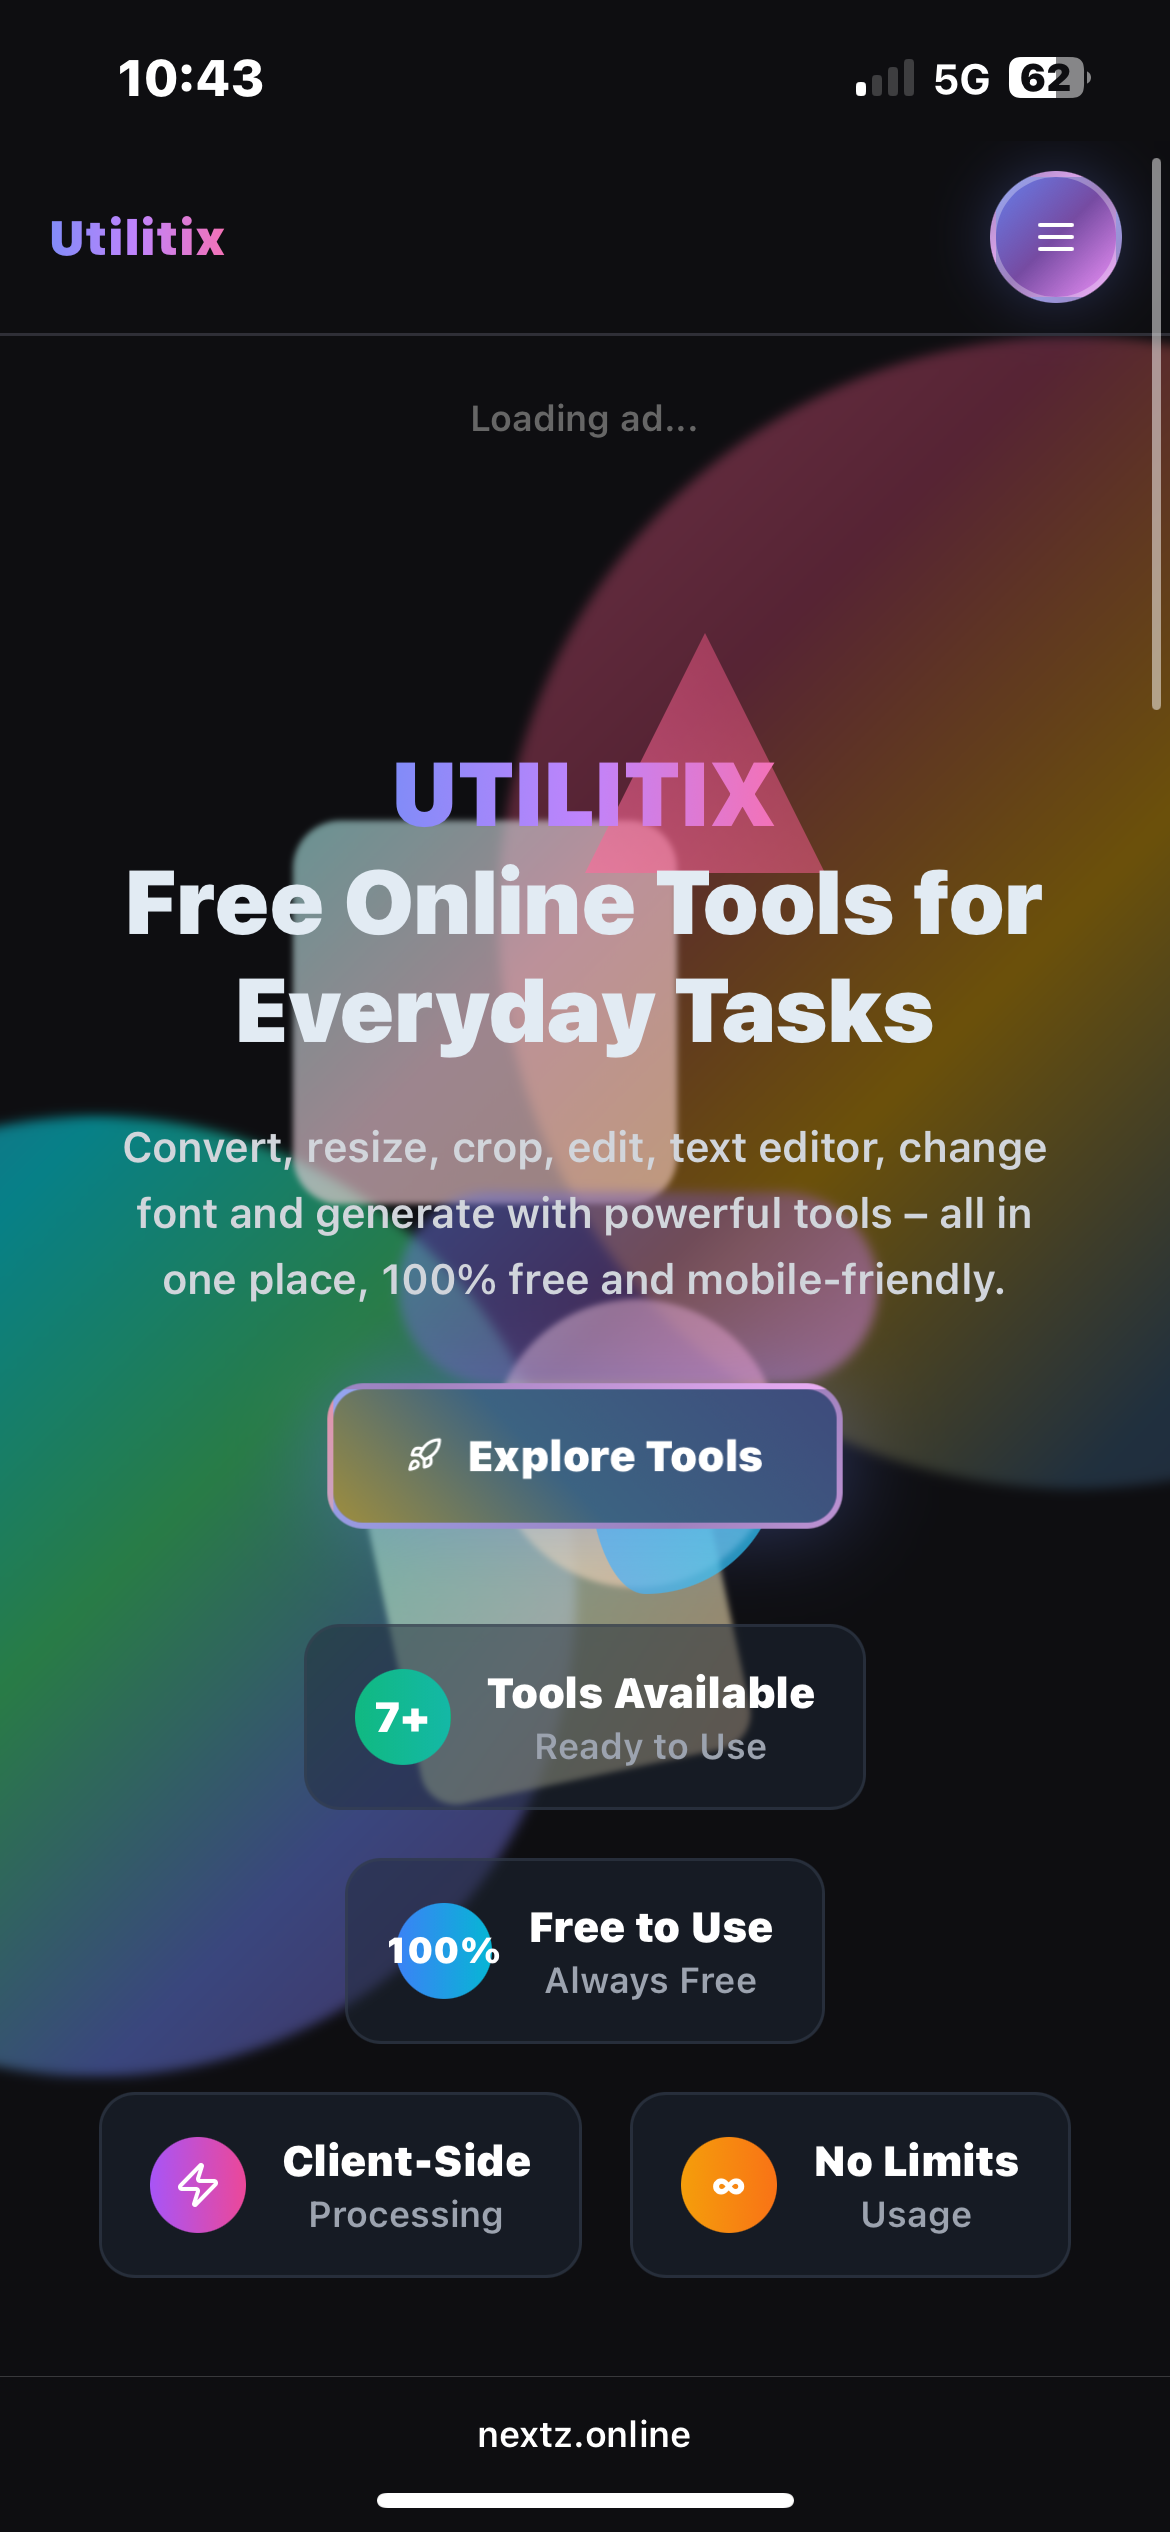 10:43
5G 62
Utilitix
Loading ad...
UTILITIX
Free Online Tools for
Everyday Tasks
Convert, resize, crop, edit, text editor, change
font and generate with powerful tools – all in
one place, 100% free and mobile-friendly.
Explore Tools
7+
Tools Available
Ready to Use
100%
Free to Use
Always Free
Client-Side
Processing
∞
No Limits
Usage
nextz.online